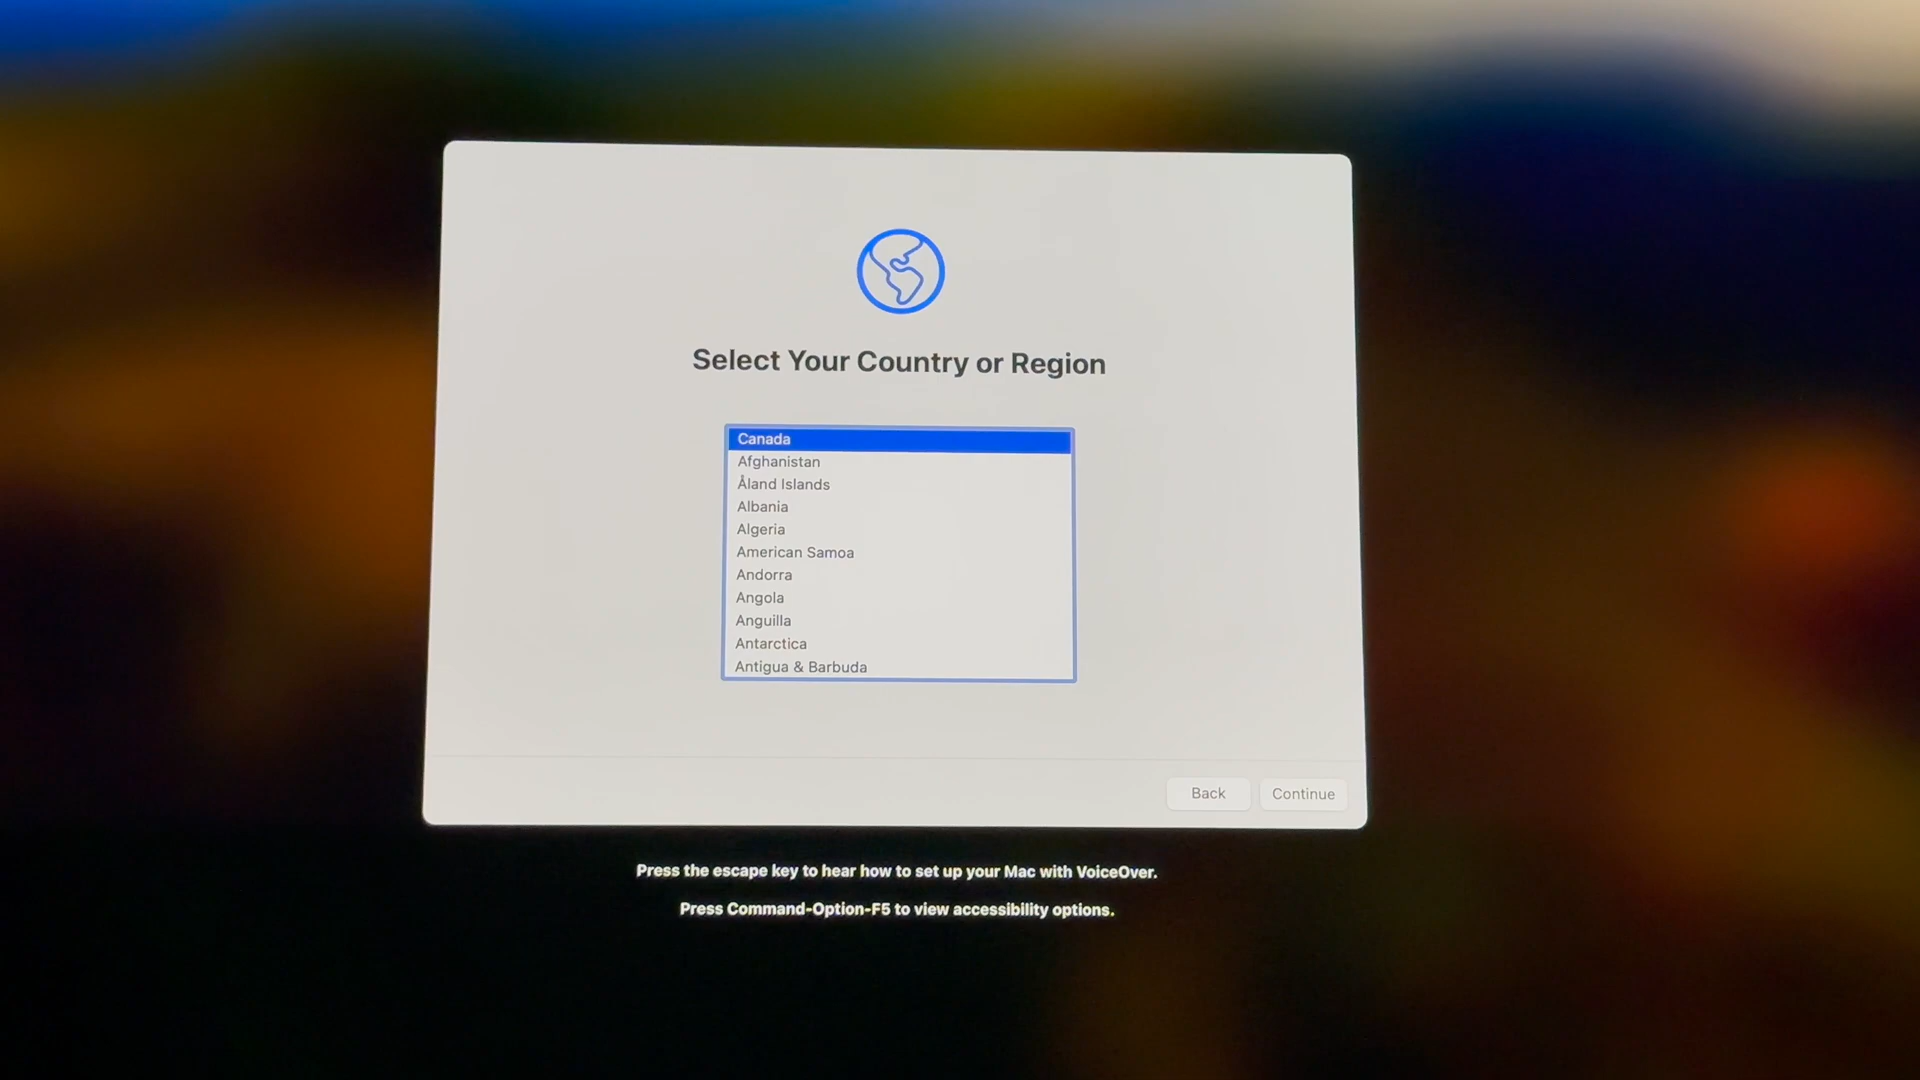 Select Your Country or Region
Canada
Afghanistan
Åland Islands
Albania
Algeria
American Samoa
Andorra
Angola
Anguilla
Antarctica
Antigua & Barbuda
Back
Continue
Press the escape key to hear how to set up your Mac with VoiceOver.
Press Command-Option-F5 to view accessibility options.